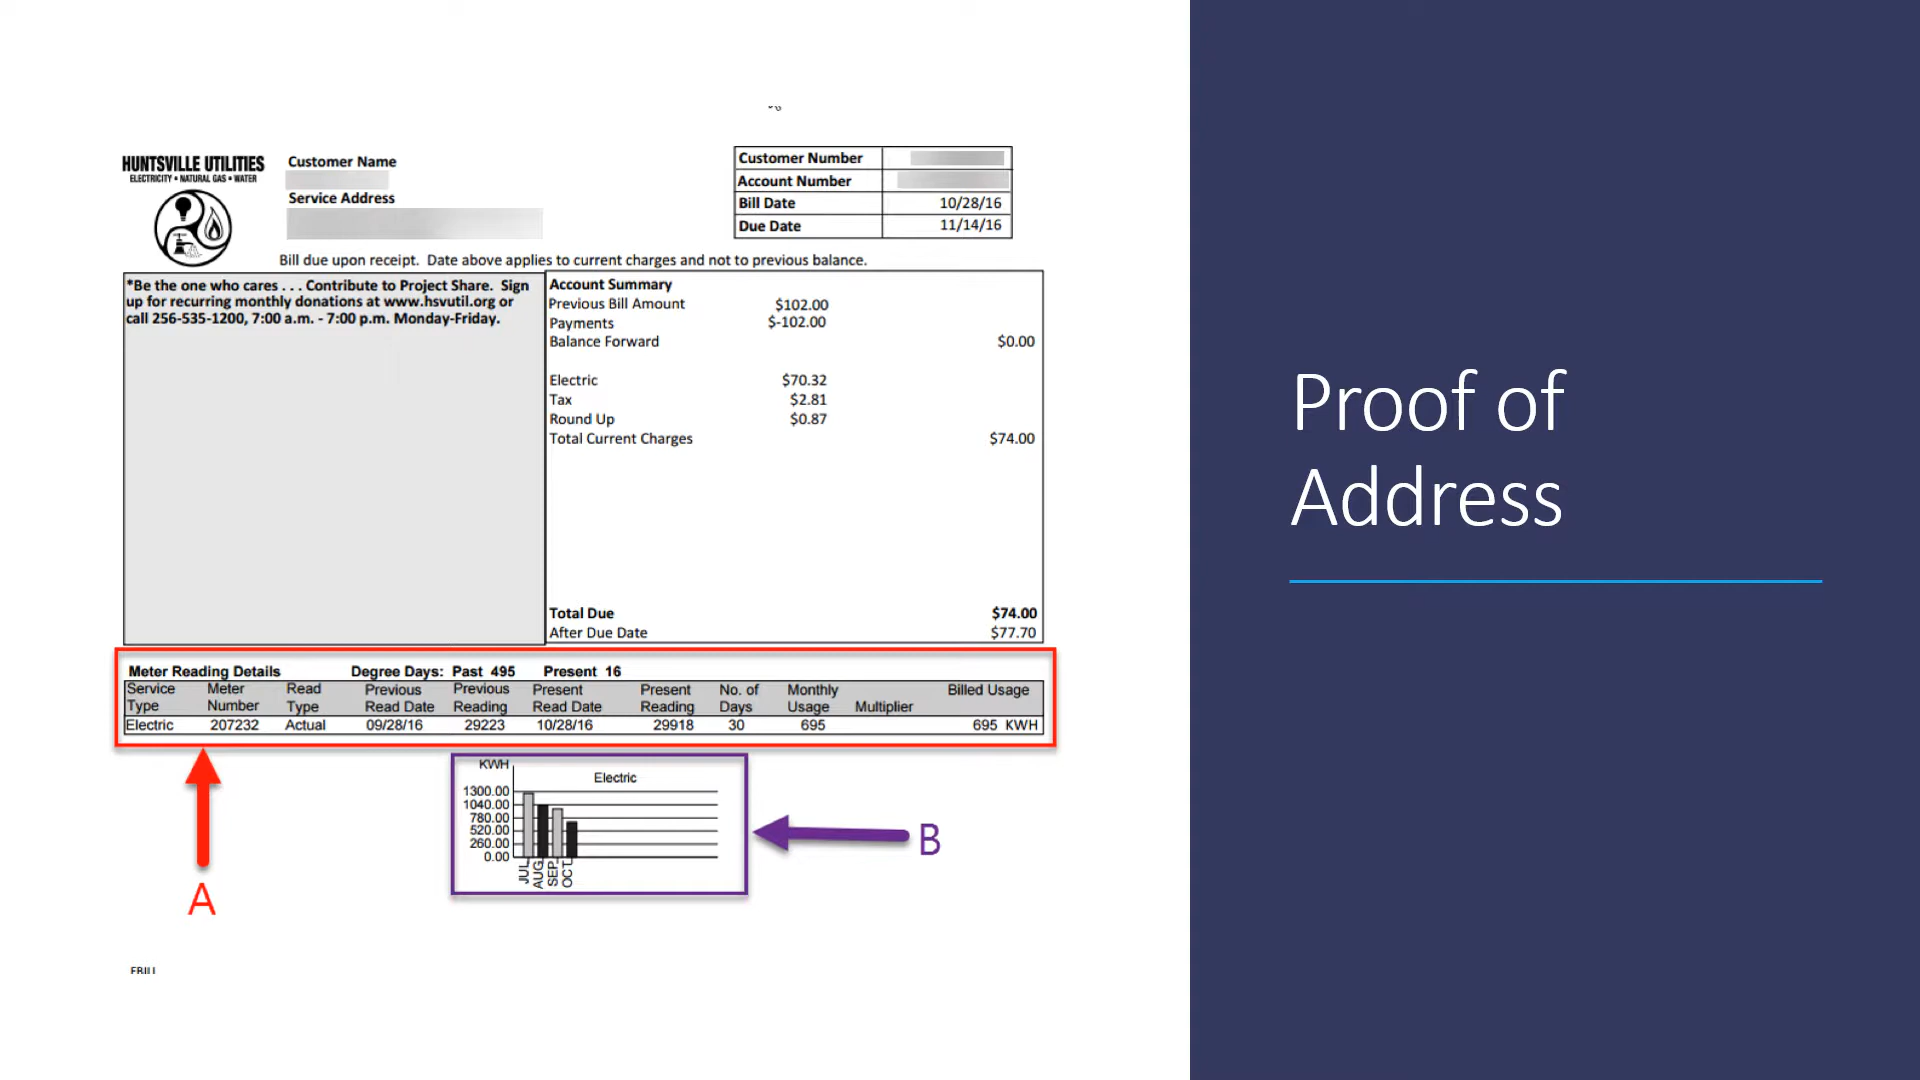 HUNTSVILLE UTILITIES
ELECTRICITY • NATURAL GAS • WATER
Customer Name
Service Address
Customer Number
Account Number
Bill Date 10/28/16
Due Date 11/14/16
Bill due upon receipt. Date above applies to current charges and not to previous balance.
*Be the one who cares . . . Contribute to Project Share. Sign
up for recurring monthly donations at www.hsvutil.org or
call 256-535-1200, 7:00 a.m. - 7:00 p.m. Monday-Friday.
Account Summary
Previous Bill Amount $102.00
Payments $-102.00
Balance Forward $0.00
Electric $70.32
Tax $2.81
Round Up $0.87
Total Current Charges $74.00
Total Due $74.00
After Due Date $77.70
Meter Reading Details Degree Days: Past 495 Present 16
Service Meter Read Previous Previous Present Present No. of Monthly Billed Usage
Type Number Type Read Date Reading Read Date Reading Days Usage Multiplier
Electric 207232 Actual 09/28/16 29223 10/28/16 29918 30 695 695 KWH
KWH
Electric
1300.00
1040.00
780.00
520.00
260.00
0.00
JUL
AUG
SEP
OCT
A
B
EBILL
Proof of
Address